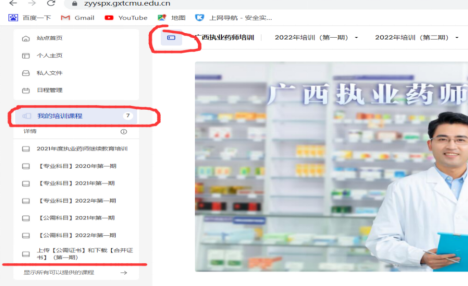 zyyspx.gxtcmu.edu.cn
百度一下 Gmail YouTube 地图 上网导航 - 安全实...
站点首页
个人主页
私人文件
日程管理
我的培训课程 7
详情
2021年度执业药师继续教育培训
【专业科目】2020年第一期
【专业科目】2021年第一期
【专业科目】2022年第一期
【公需科目】2021年第一期
【公需科目】2022年第一期
上传【公需证书】和下载【合并证书】(第一期)
显示所有可以提供的课程
广西执业药师培训 2022年培训(第一期) 2022年培训(第二期)
广西执业药师